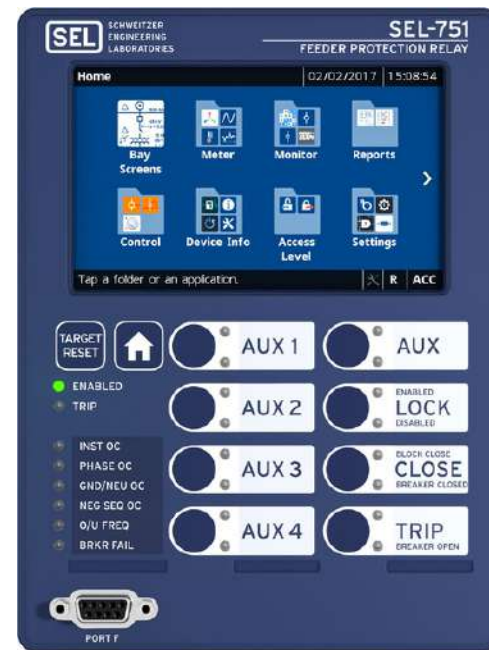 SEL
SCHWEITZER
ENGINEERING
LABORATORIES
SEL-751
FEEDER PROTECTION RELAY
Home
02/02/2017
15:08:54
Bay
Screens
Meter
Monitor
Reports
Control
Device Info
Access
Level
Settings
Tap a folder or an application.
R
ACC
TARGET
RESET
ENABLED
TRIP
INST OC
PHASE OC
GND/NEU OC
NEG SEQ OC
O/U FREQ
BRKR FAIL
AUX 1
AUX 2
AUX 3
AUX 4
AUX
ENABLED
LOCK
DISABLED
BLOCK CLOSE
CLOSE
BREAKER CLOSED
TRIP
BREAKER OPEN
PORT F